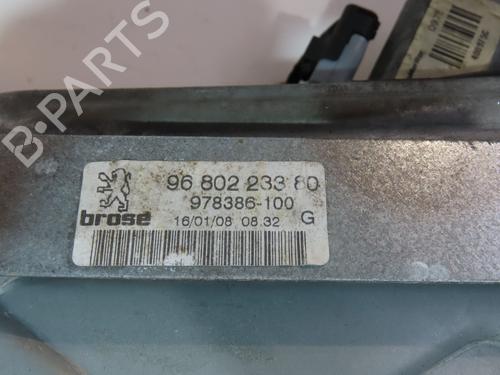 96 802 233 80
978386-100
brose
16/01/08 08.32 G
B-PARTS